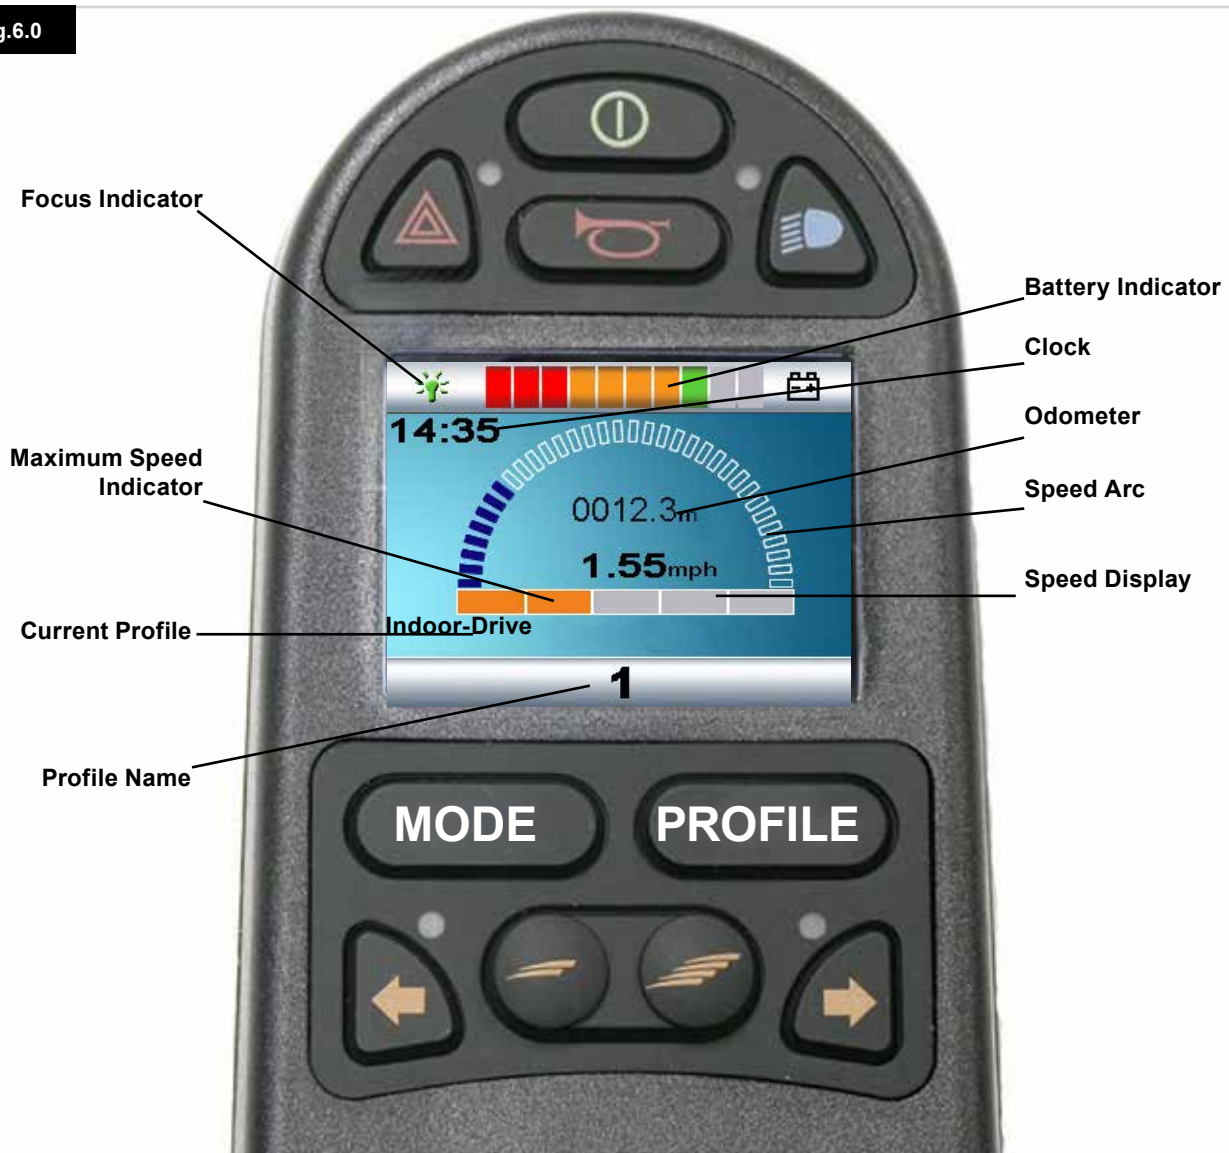 g.6.0
Focus Indicator
Battery Indicator
Clock
14:35
Odometer
Maximum Speed
Indicator
0012.3m
Speed Arc
1.55mph
Speed Display
Current Profile
Indoor-Drive
1
Profile Name
MODE
PROFILE